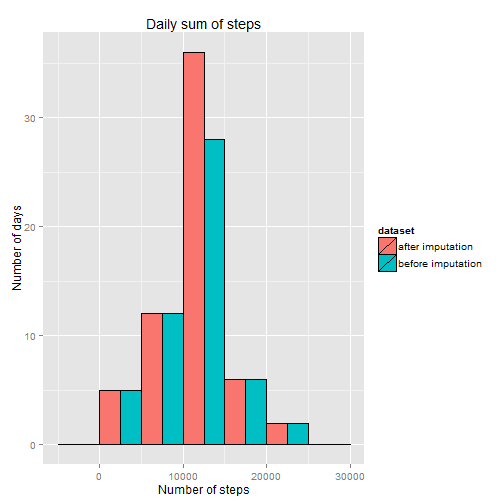 Daily sum of steps
Number of days
30
20
10
0
0 10000 20000 30000
Number of steps
dataset
after imputation
before imputation